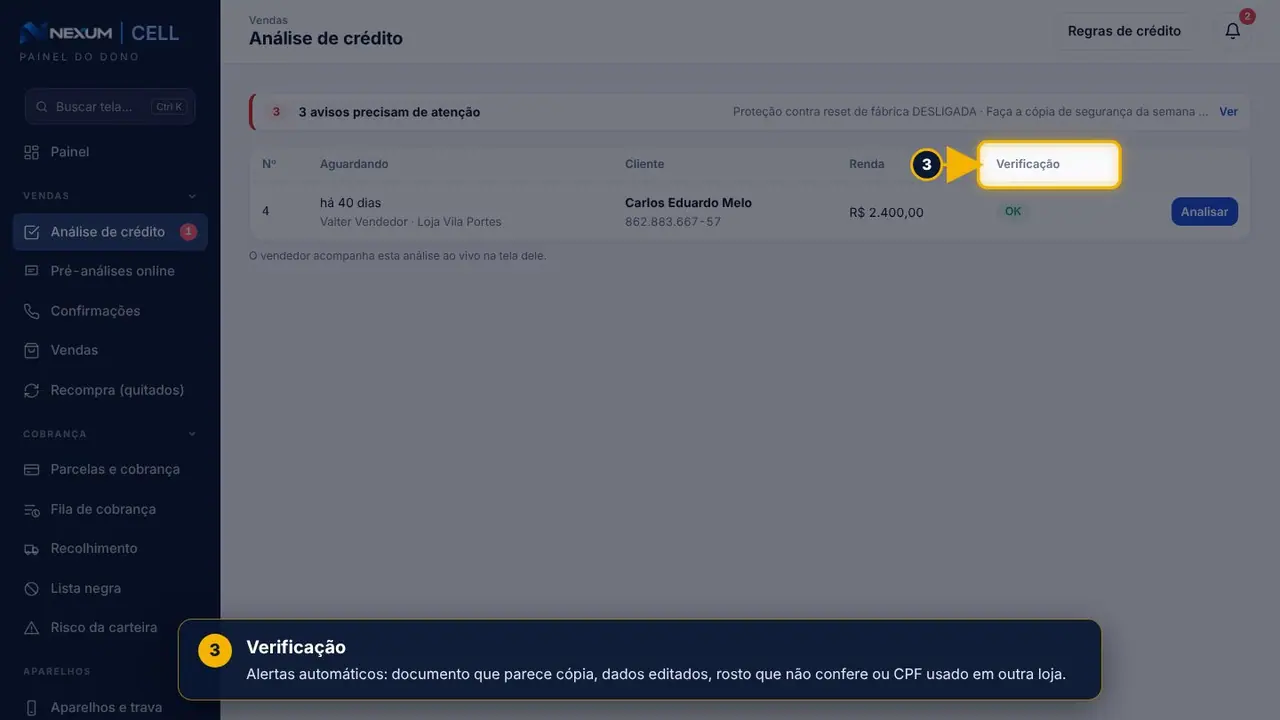 NEXUM | CELL
PAINEL DO DONO
Buscar tela... Ctrl K
Painel
VENDAS
Análise de crédito 1
Pré-análises online
Confirmações
Vendas
Recompra (quitados)
COBRANÇA
Parcelas e cobrança
Fila de cobrança
Recolhimento
Lista negra
Risco da carteira
APARELHOS
Aparelhos e trava
Vendas
Análise de crédito
Regras de crédito
2
3 3 avisos precisam de atenção Proteção contra reset de fábrica DESLIGADA · Faça a cópia de segurança da semana ... Ver
Nº Aguardando Cliente Renda 3 Verificação
4 há 40 dias Carlos Eduardo Melo R$ 2.400,00 OK Analisar
Valter Vendedor · Loja Vila Portes 862.883.667-57
O vendedor acompanha esta análise ao vivo na tela dele.
3 Verificação
Alertas automáticos: documento que parece cópia, dados editados, rosto que não confere ou CPF usado em outra loja.